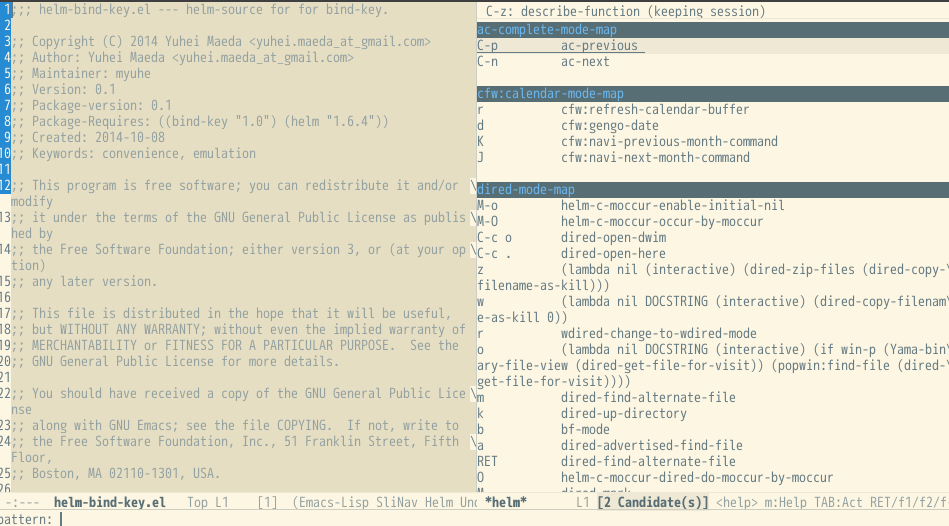 1;;; helm-bind-key.el --- helm-source for for bind-key.
2
3;; Copyright (C) 2014 Yuhei Maeda <yuhei.maeda_at_gmail.com>
4;; Author: Yuhei Maeda <yuhei.maeda_at_gmail.com>
5;; Maintainer: myuhe
6;; Version: 0.1
7;; Package-version: 0.1
8;; Package-Requires: ((bind-key "1.0") (helm "1.6.4"))
9;; Created: 2014-10-08
10;; Keywords: convenience, emulation
11
12;; This program is free software; you can redistribute it and/or \
modify
13;; it under the terms of the GNU General Public License as publis\
hed by
14;; the Free Software Foundation; either version 3, or (at your op\
tion)
15;; any later version.
16
17;; This file is distributed in the hope that it will be useful,
18;; but WITHOUT ANY WARRANTY; without even the implied warranty of
19;; MERCHANTABILITY or FITNESS FOR A PARTICULAR PURPOSE.  See the
20;; GNU General Public License for more details.
21
22;; You should have received a copy of the GNU General Public Lice\
nse
23;; along with GNU Emacs; see the file COPYING.  If not, write to
24;; the Free Software Foundation, Inc., 51 Franklin Street, Fifth \
Floor,
25;; Boston, MA 02110-1301, USA.
26
-:---  helm-bind-key.el   Top L1    [1]  (Emacs-Lisp SliNav Helm Und
C-z: describe-function (keeping session)
ac-complete-mode-map
C-p        ac-previous
C-n        ac-next
cfw:calendar-mode-map
r          cfw:refresh-calendar-buffer
d          cfw:gengo-date
K          cfw:navi-previous-month-command
J          cfw:navi-next-month-command
dired-mode-map
M-o        helm-c-moccur-enable-initial-nil
M-O        helm-c-moccur-occur-by-moccur
C-c o      dired-open-dwim
C-c .      dired-open-here
z          (lambda nil (interactive) (dired-zip-files (dired-copy-\
filename-as-kill)))
w          (lambda nil DOCSTRING (interactive) (dired-copy-filenam\
e-as-kill 0))
r          wdired-change-to-wdired-mode
o          (lambda nil DOCSTRING (interactive) (if win-p (Yama-bin\
ary-file-view (dired-get-file-for-visit)) (popwin:find-file (dired-\
get-file-for-visit))))
m          dired-find-alternate-file
k          dired-up-directory
b          bf-mode
a          dired-advertised-find-file
RET        dired-find-alternate-file
O          helm-c-moccur-dired-do-moccur-by-moccur
M          dired-mark
*helm*      L1 [2 Candidate(s)] <help> m:Help TAB:Act RET/f1/f2/f
pattern: